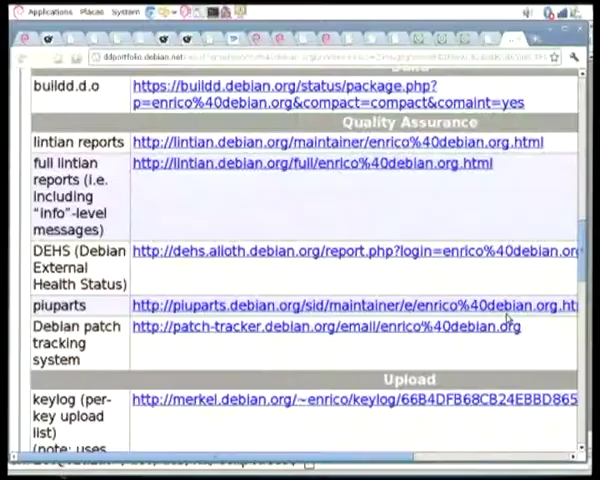 Applications Places System
ddportfolio.debian.net
buildd.d.o
https://buildd.debian.org/status/package.php?
p=enrico%40debian.org&compact=compact&comaint=yes
Quality Assurance
lintian reports
http://lintian.debian.org/maintainer/enrico%40debian.org.html
full lintian
reports (i.e.
including
“info”-level
messages)
http://lintian.debian.org/full/enrico%40debian.org.html
DEHS (Debian
External
Health Status)
http://dehs.alioth.debian.org/report.php?login=enrico%40debian.or
piuparts
http://piuparts.debian.org/sid/maintainer/e/enrico%40debian.org.ht
Debian patch
tracking
system
http://patch-tracker.debian.org/email/enrico%40debian.org
Upload
keylog (per-
key upload
list)
(note: uses
http://merkel.debian.org/~enrico/keylog/66B4DFB68CB24EBBD865